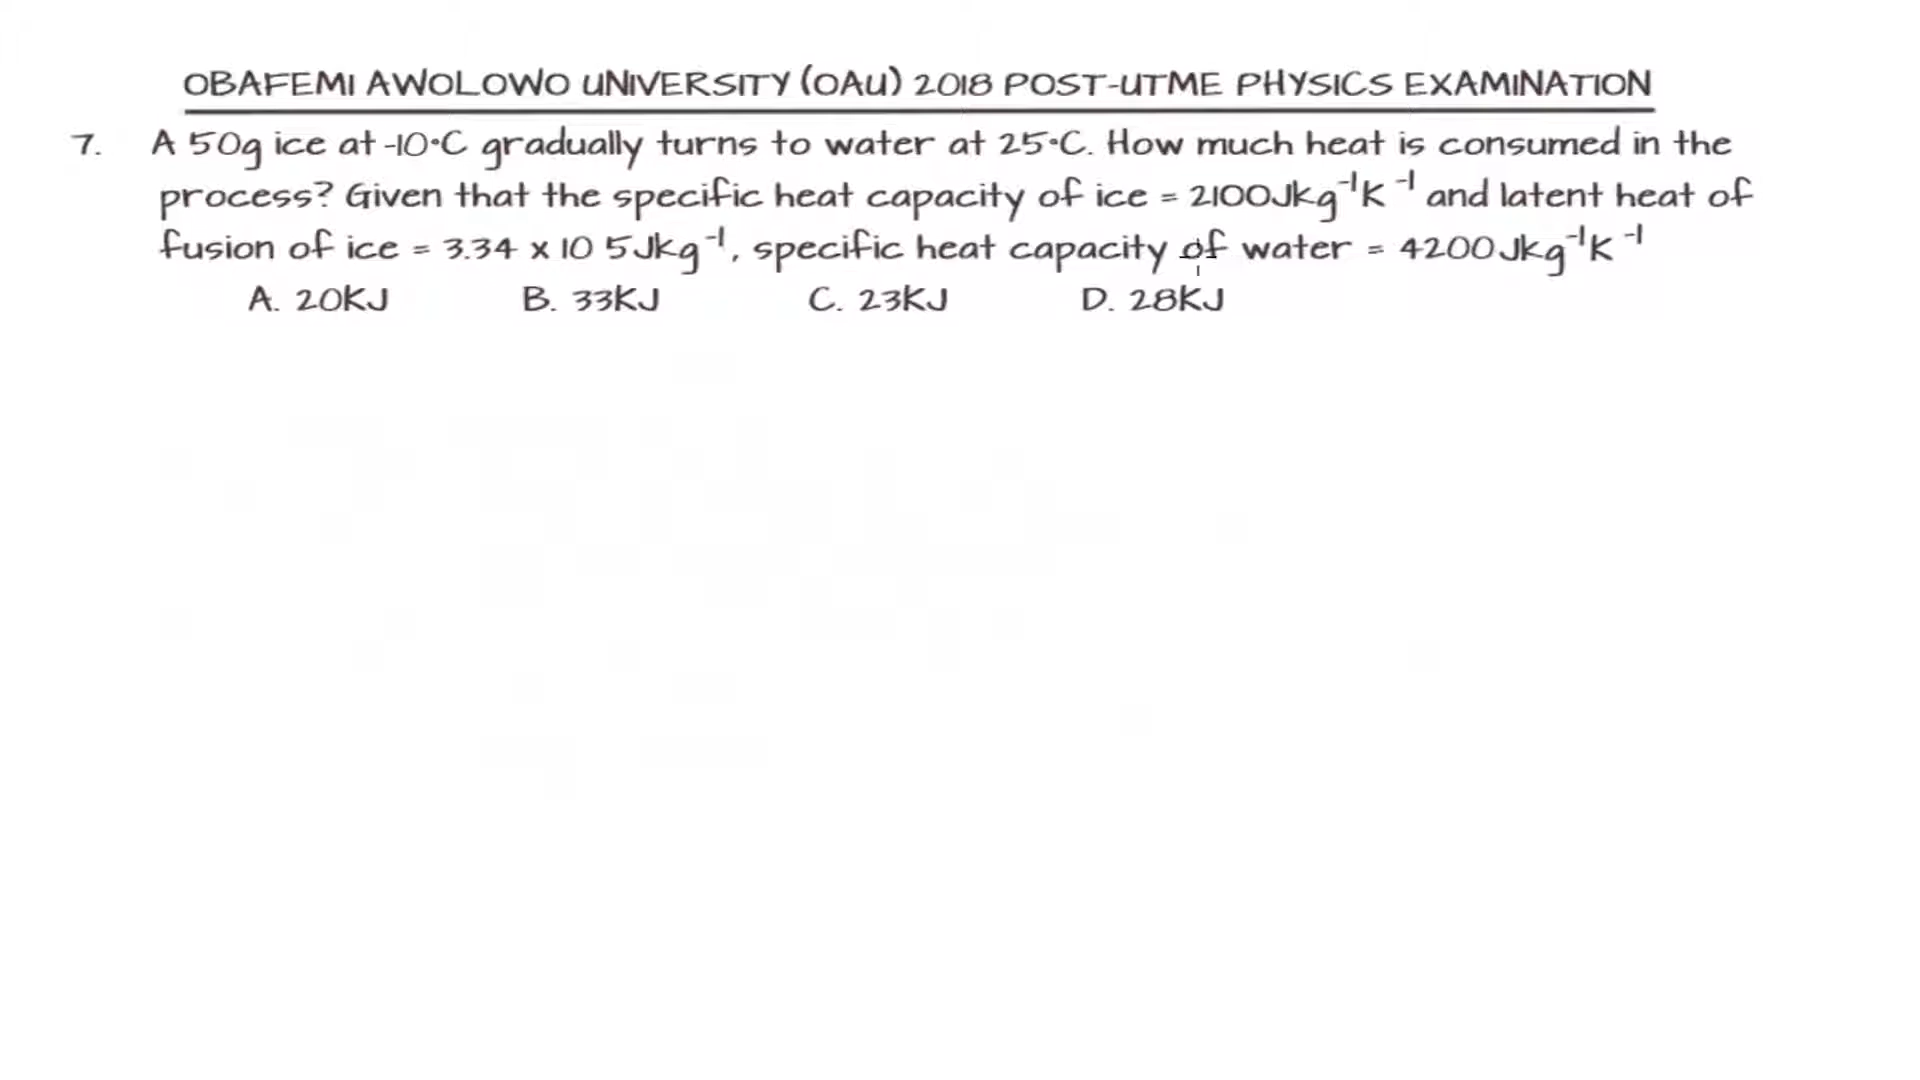 OBAFEMI AWOLOWO UNIVERSITY (OAU) 2018 POST-UTME PHYSICS EXAMINATION
7. A 50g ice at -10•C gradually turns to water at 25•C. How much heat is consumed in the
process? Given that the specific heat capacity of ice = 2100Jkg⁻¹K⁻¹ and latent heat of
fusion of ice = 3.34 x 10 5Jkg⁻¹, specific heat capacity of water = 4200Jkg⁻¹K⁻¹
A. 20KJ B. 33KJ C. 23KJ D. 28KJ